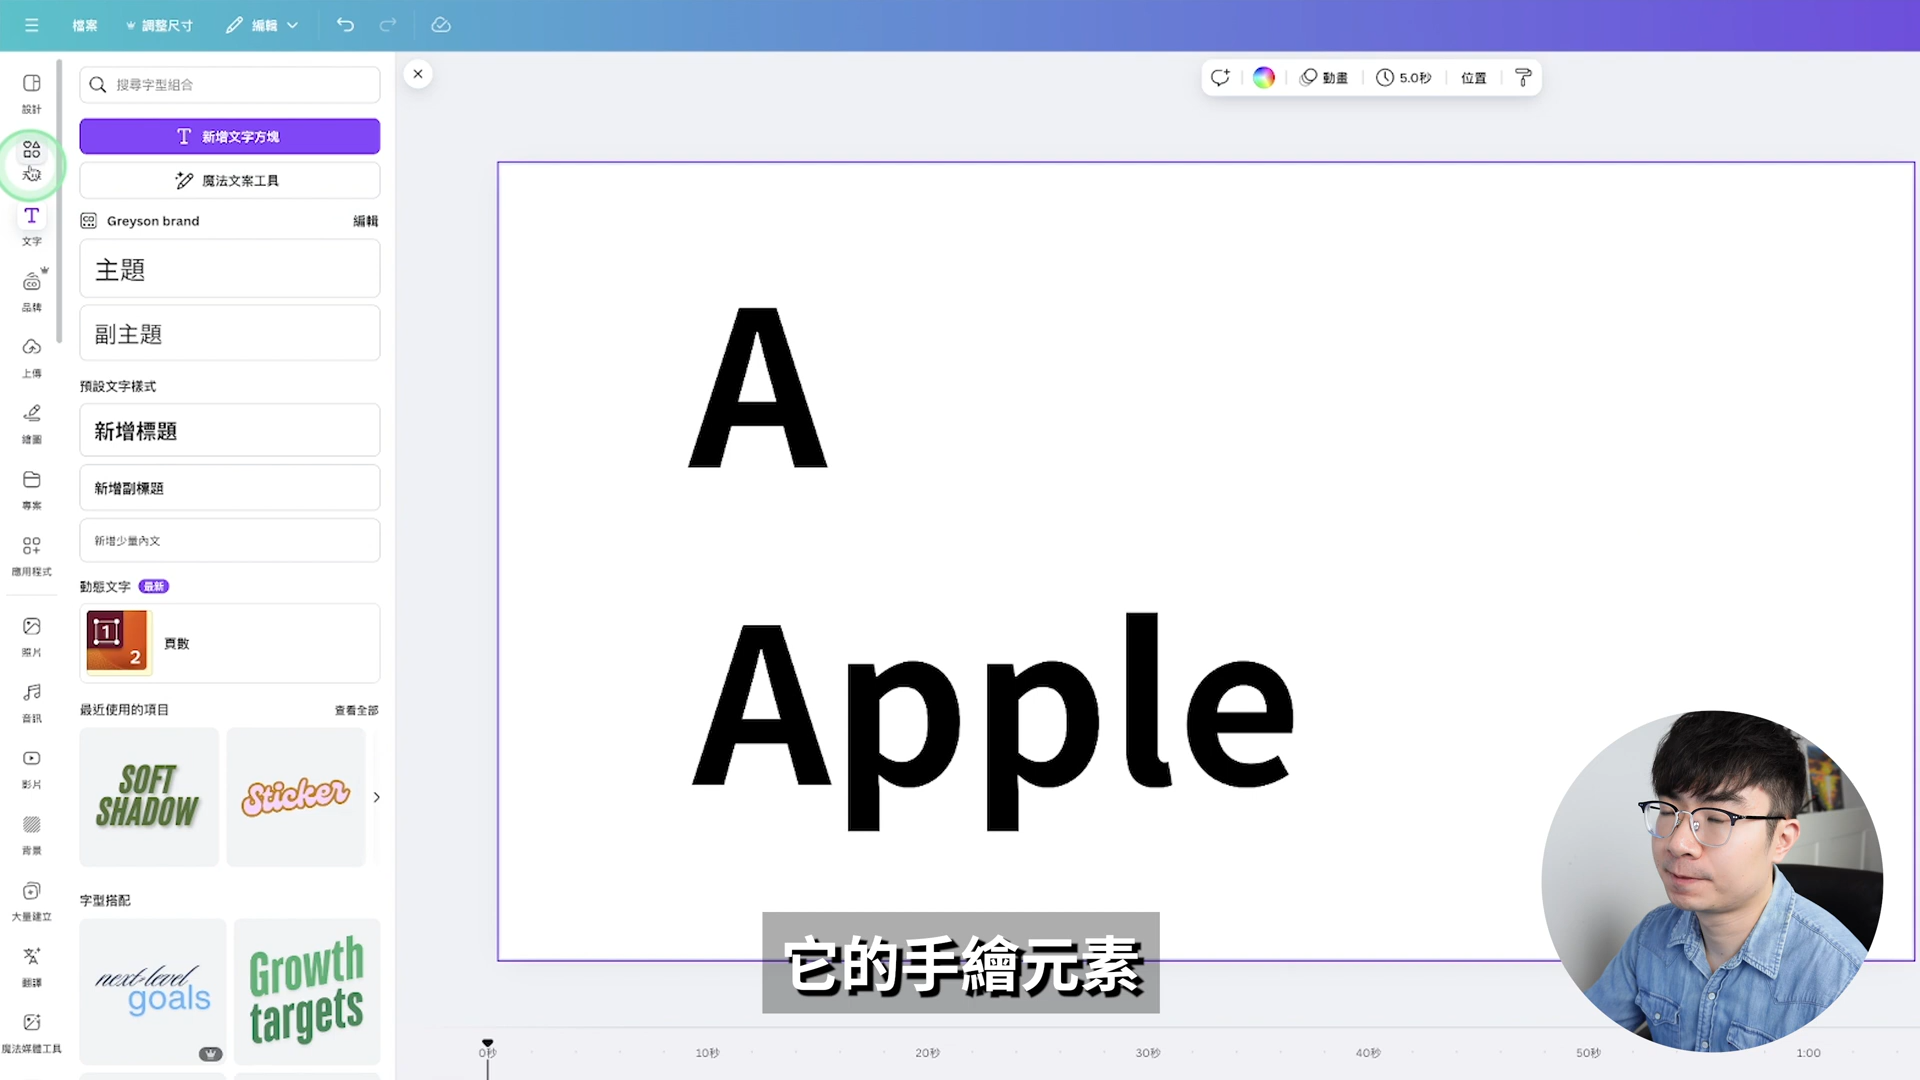 檔案
調整尺寸
編輯
設計
文字
品牌
上傳
繪圖
專案
應用程式
照片
音訊
影片
背景
大量建立
翻譯
魔法媒體工具
搜尋字型組合
T 新增文字方塊
魔法文案工具
Greyson brand
編輯
主題
副主題
預設文字樣式
新增標題
新增副標題
新增少量內文
動態文字
最新
1
2
頁數
最近使用的項目
查看全部
SOFT
SHADOW
Sticker
字型搭配
next-level
goals
Growth
targets
動畫
5.0秒
位置
A
Apple
它的手繪元素
0秒
10秒
20秒
30秒
40秒
50秒
1:00